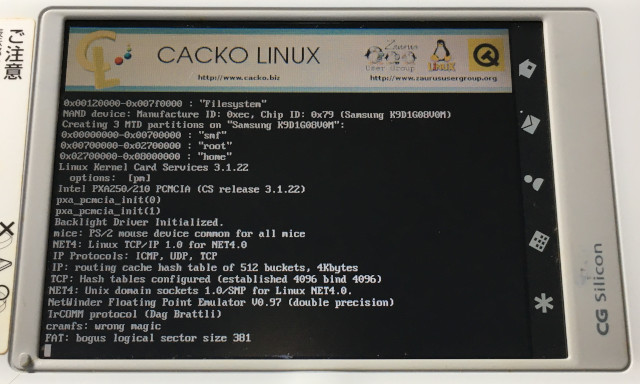 ご注意
CACKO LINUX
http://www.cacko.biz
Zaurus
User Group
LINUX
http://www.zaurususergroup.org
0x00120000-0x007f0000 : "Filesystem"
NAND device: Manufacture ID: 0xec, Chip ID: 0x79 (Samsung K9D1G08V0M)
Creating 3 MTD partitions on "Samsung K9D1G08V0M":
0x00000000-0x00700000 : "smf"
0x00700000-0x02700000 : "root"
0x02700000-0x08000000 : "home"
Linux Kernel Card Services 3.1.22
options: [pm]
Intel PXA250/210 PCMCIA (CS release 3.1.22)
pxa_pcmcia_init(0)
pxa_pcmcia_init(1)
Backlight Driver Initialized.
mice: PS/2 mouse device common for all mice
NET4: Linux TCP/IP 1.0 for NET4.0
IP Protocols: ICMP, UDP, TCP
IP: routing cache hash table of 512 buckets, 4Kbytes
TCP: Hash tables configured (established 4096 bind 4096)
NET4: Unix domain sockets 1.0/SMP for Linux NET4.0.
NetWinder Floating Point Emulator V0.97 (double precision)
IrCOMM protocol (Dag Brattli)
cramfs: wrong magic
FAT: bogus logical sector size 381
CG Silicon